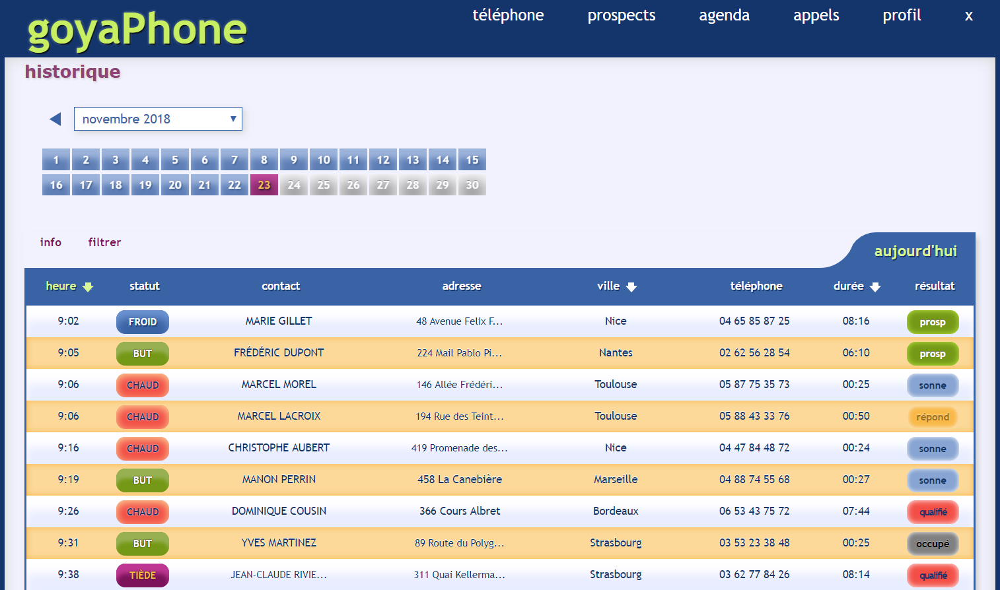 goyaPhone
téléphone prospects agenda appels profil x
historique
novembre 2018
1 2 3 4 5 6 7 8 9 10 11 12 13 14 15
16 17 18 19 20 21 22 23 24 25 26 27 28 29 30
info filtrer
aujourd'hui
heure statut contact adresse ville téléphone durée résultat
9:02 FROID MARIE GILLET 48 Avenue Felix F... Nice 04 65 85 87 25 08:16 prosp
9:05 BUT FRÉDÉRIC DUPONT 224 Mail Pablo Pi... Nantes 02 62 56 28 54 06:10 prosp
9:06 CHAUD MARCEL MOREL 146 Allée Frédéri... Toulouse 05 87 75 35 73 00:25 sonne
9:06 CHAUD MARCEL LACROIX 194 Rue des Teint... Toulouse 05 88 43 33 76 00:50 répond
9:16 CHAUD CHRISTOPHE AUBERT 419 Promenade des... Nice 04 47 84 48 72 00:24 sonne
9:19 BUT MANON PERRIN 458 La Canebière Marseille 04 88 74 55 68 00:27 sonne
9:26 CHAUD DOMINIQUE COUSIN 366 Cours Albret Bordeaux 06 53 43 75 72 07:44 qualifié
9:31 BUT YVES MARTINEZ 89 Route du Polyg... Strasbourg 03 53 23 38 48 00:25 occupé
9:38 TIÈDE JEAN-CLAUDE RIVIE... 311 Quai Kellerma... Strasbourg 03 62 77 84 26 08:14 qualifié